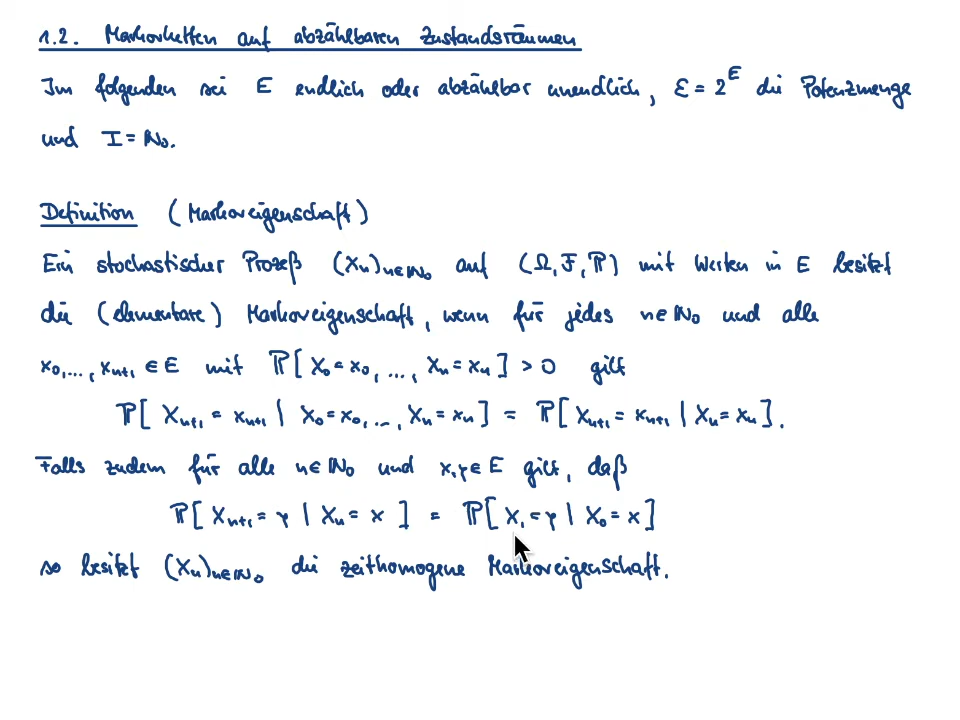 1.2. Markovketten auf abzählbaren Zustandsräumen
Im folgenden sei E endlich oder abzählbar unendlich, ℰ = 2^E die Potenzmenge
und I = ℕ₀.
Definition (Markoveigenschaft)
Ein stochastischer Prozeß (Xₙ)ₙ∈ℕ₀ auf (Ω, ℱ, ℙ) mit Werten in E besitzt
die (elementare) Markoveigenschaft, wenn für jedes n∈ℕ₀ und alle
x₀,..., xₙ₊₁ ∈ E mit ℙ[ X₀ = x₀, ..., Xₙ = xₙ ] > 0 gilt
ℙ[ Xₙ₊₁ = xₙ₊₁ | X₀ = x₀, ..., Xₙ = xₙ ] = ℙ[ Xₙ₊₁ = xₙ₊₁ | Xₙ = xₙ ].
Falls zudem für alle n∈ℕ₀ und x,y∈E gilt, daß
ℙ[ Xₙ₊₁ = y | Xₙ = x ] = ℙ[ X₁ = y | X₀ = x ]
so besitzt (Xₙ)ₙ∈ℕ₀ die zeithomogene Markoveigenschaft.